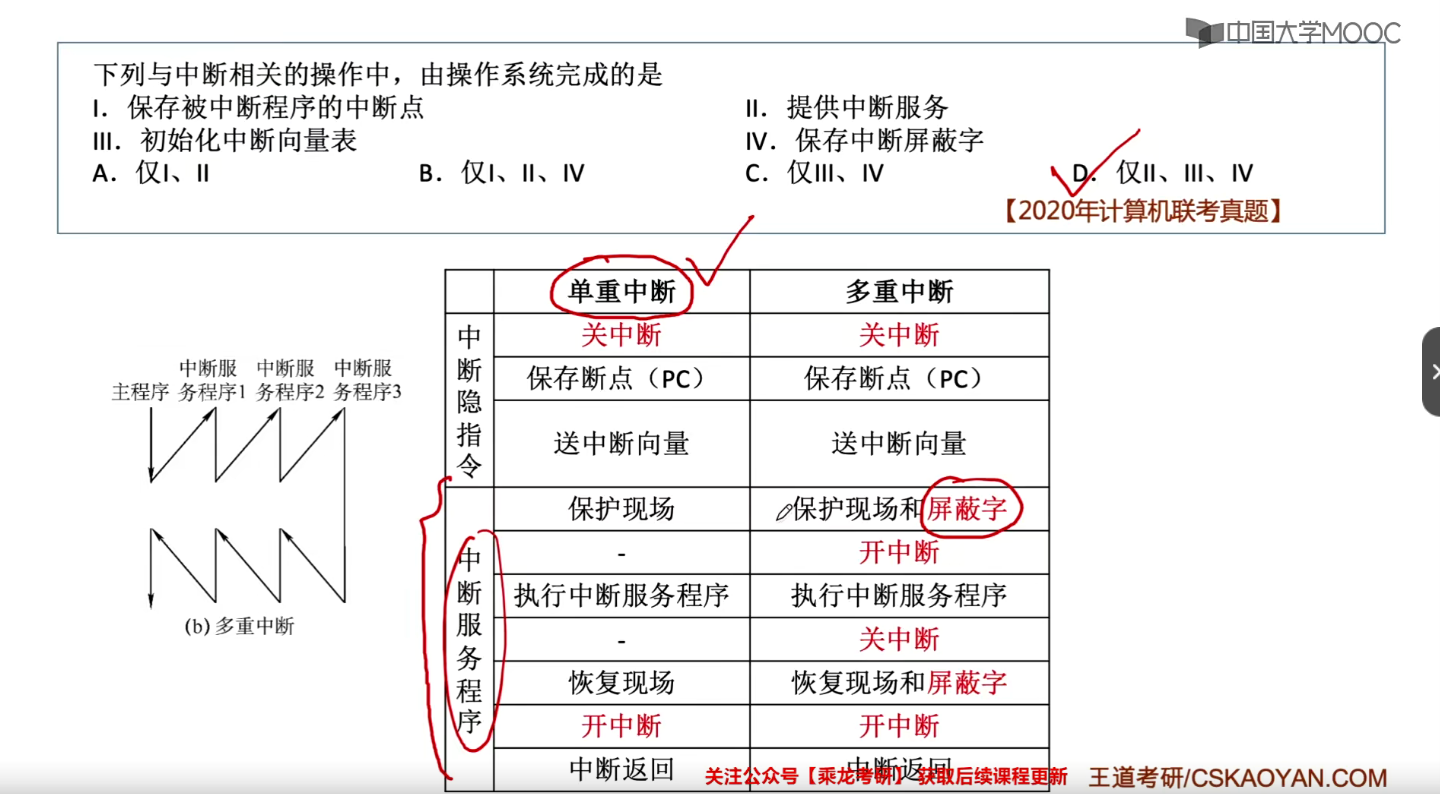 中国大学MOOC
下列与中断相关的操作中，由操作系统完成的是
I．保存被中断程序的中断点 II．提供中断服务
III．初始化中断向量表 IV．保存中断屏蔽字
A．仅I、II B．仅I、II、IV C．仅III、IV D．仅II、III、IV
【2020年计算机联考真题】
单重中断 多重中断
中断隐指令
关中断 关中断
保存断点（PC） 保存断点（PC）
送中断向量 送中断向量
中断服务程序
保护现场 保护现场和屏蔽字
- 开中断
执行中断服务程序 执行中断服务程序
- 关中断
恢复现场 恢复现场和屏蔽字
开中断 开中断
中断返回 中断返回
中断服 中断服 中断服
主程序 务程序1 务程序2 务程序3
(b) 多重中断
关注公众号【乘龙考研】获取后续课程更新
王道考研/CSKAOYAN.COM